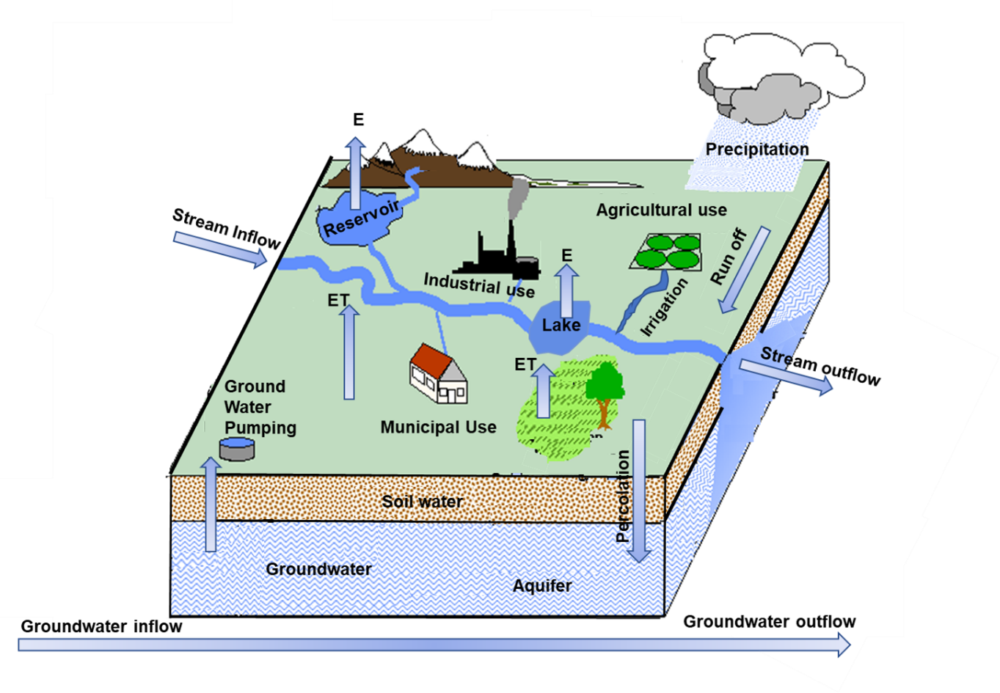 E
Precipitation
Stream Inflow
Reservoir
Agricultural use
Run off
E
Industrial use
Irrigation
ET
Lake
Stream outflow
ET
Ground
Water
Pumping
Municipal Use
Percolation
Soil water
Groundwater
Aquifer
Groundwater inflow
Groundwater outflow